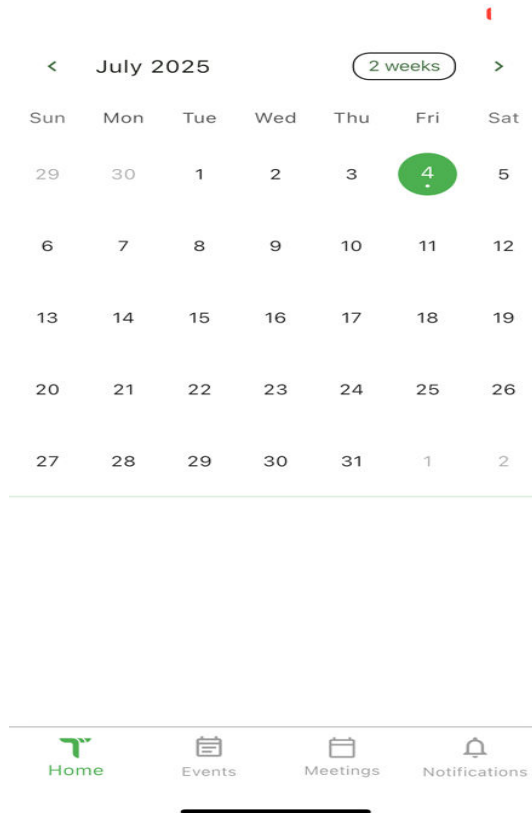 July 2025 2 weeks
Sun Mon Tue Wed Thu Fri Sat
29 30 1 2 3 4 5
6 7 8 9 10 11 12
13 14 15 16 17 18 19
20 21 22 23 24 25 26
27 28 29 30 31 1 2
Home Events Meetings Notifications